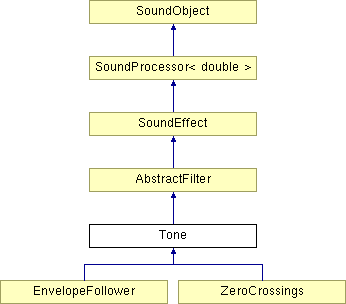 SoundObject
SoundProcessor< double >
SoundEffect
AbstractFilter
Tone
EnvelopeFollower
ZeroCrossings